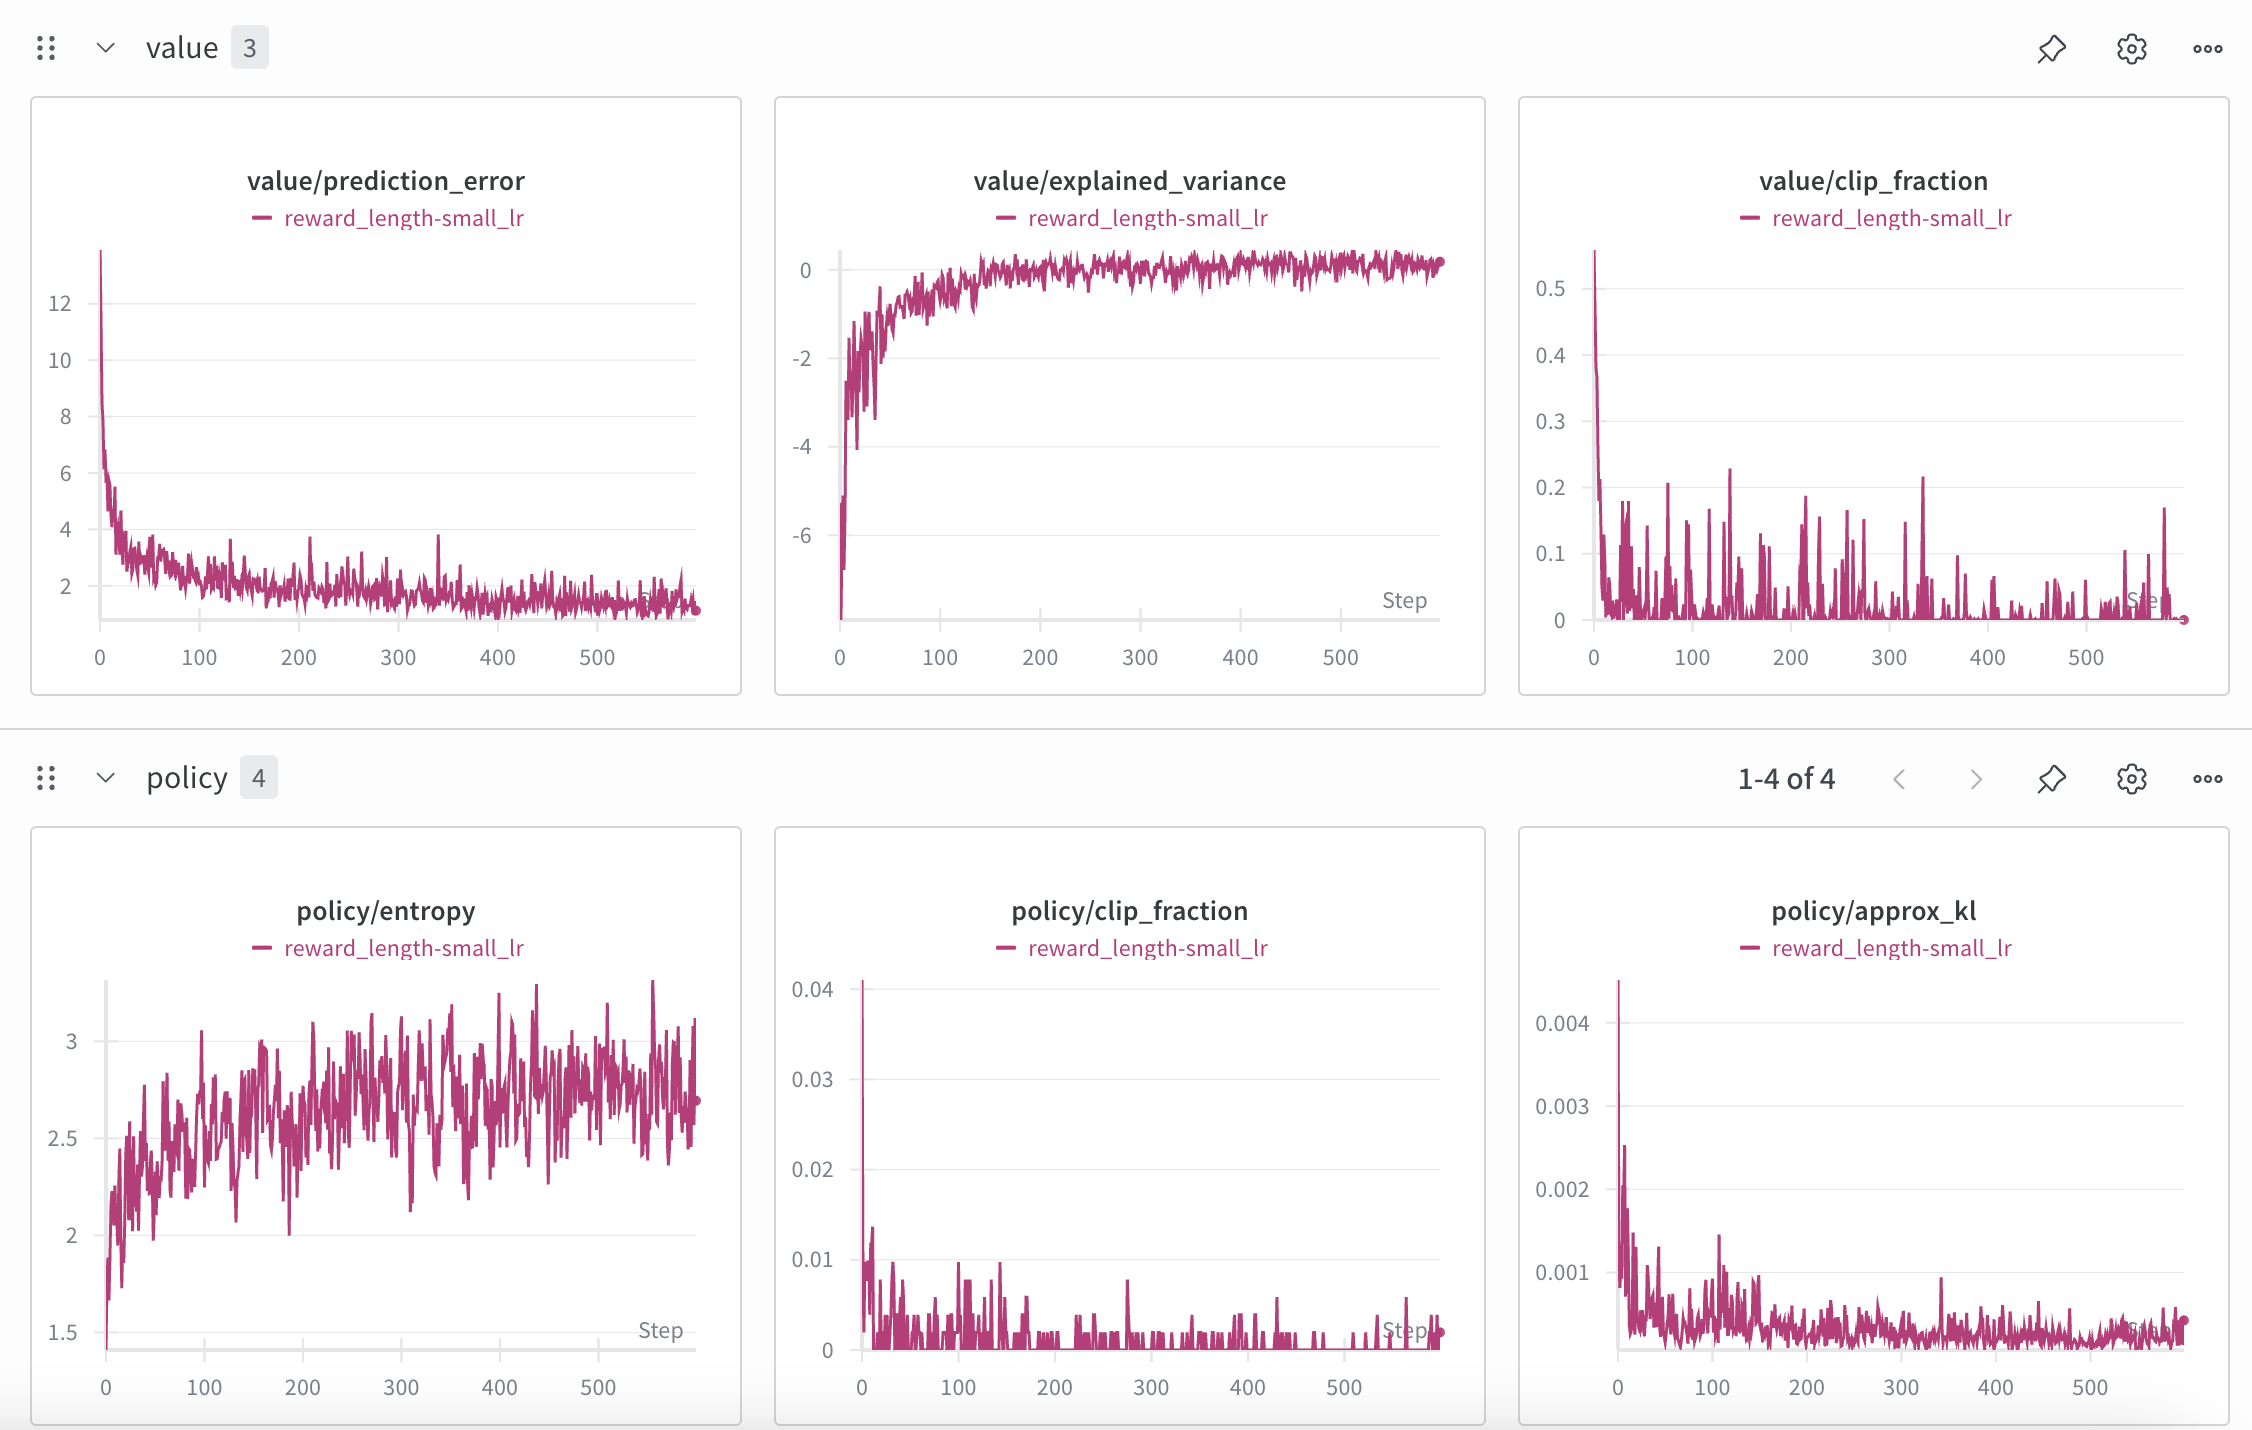 value 3
value/prediction_error
reward_length-small_lr
12
10
8
6
4
2
Step
0 100 200 300 400 500
value/explained_variance
reward_length-small_lr
0
-2
-4
-6
Step
0 100 200 300 400 500
value/clip_fraction
reward_length-small_lr
0.5
0.4
0.3
0.2
0.1
0
Step
0 100 200 300 400 500
policy 4
1-4 of 4
policy/entropy
reward_length-small_lr
3
2.5
2
1.5
Step
0 100 200 300 400 500
policy/clip_fraction
reward_length-small_lr
0.04
0.03
0.02
0.01
0
Step
0 100 200 300 400 500
policy/approx_kl
reward_length-small_lr
0.004
0.003
0.002
0.001
Step
0 100 200 300 400 500